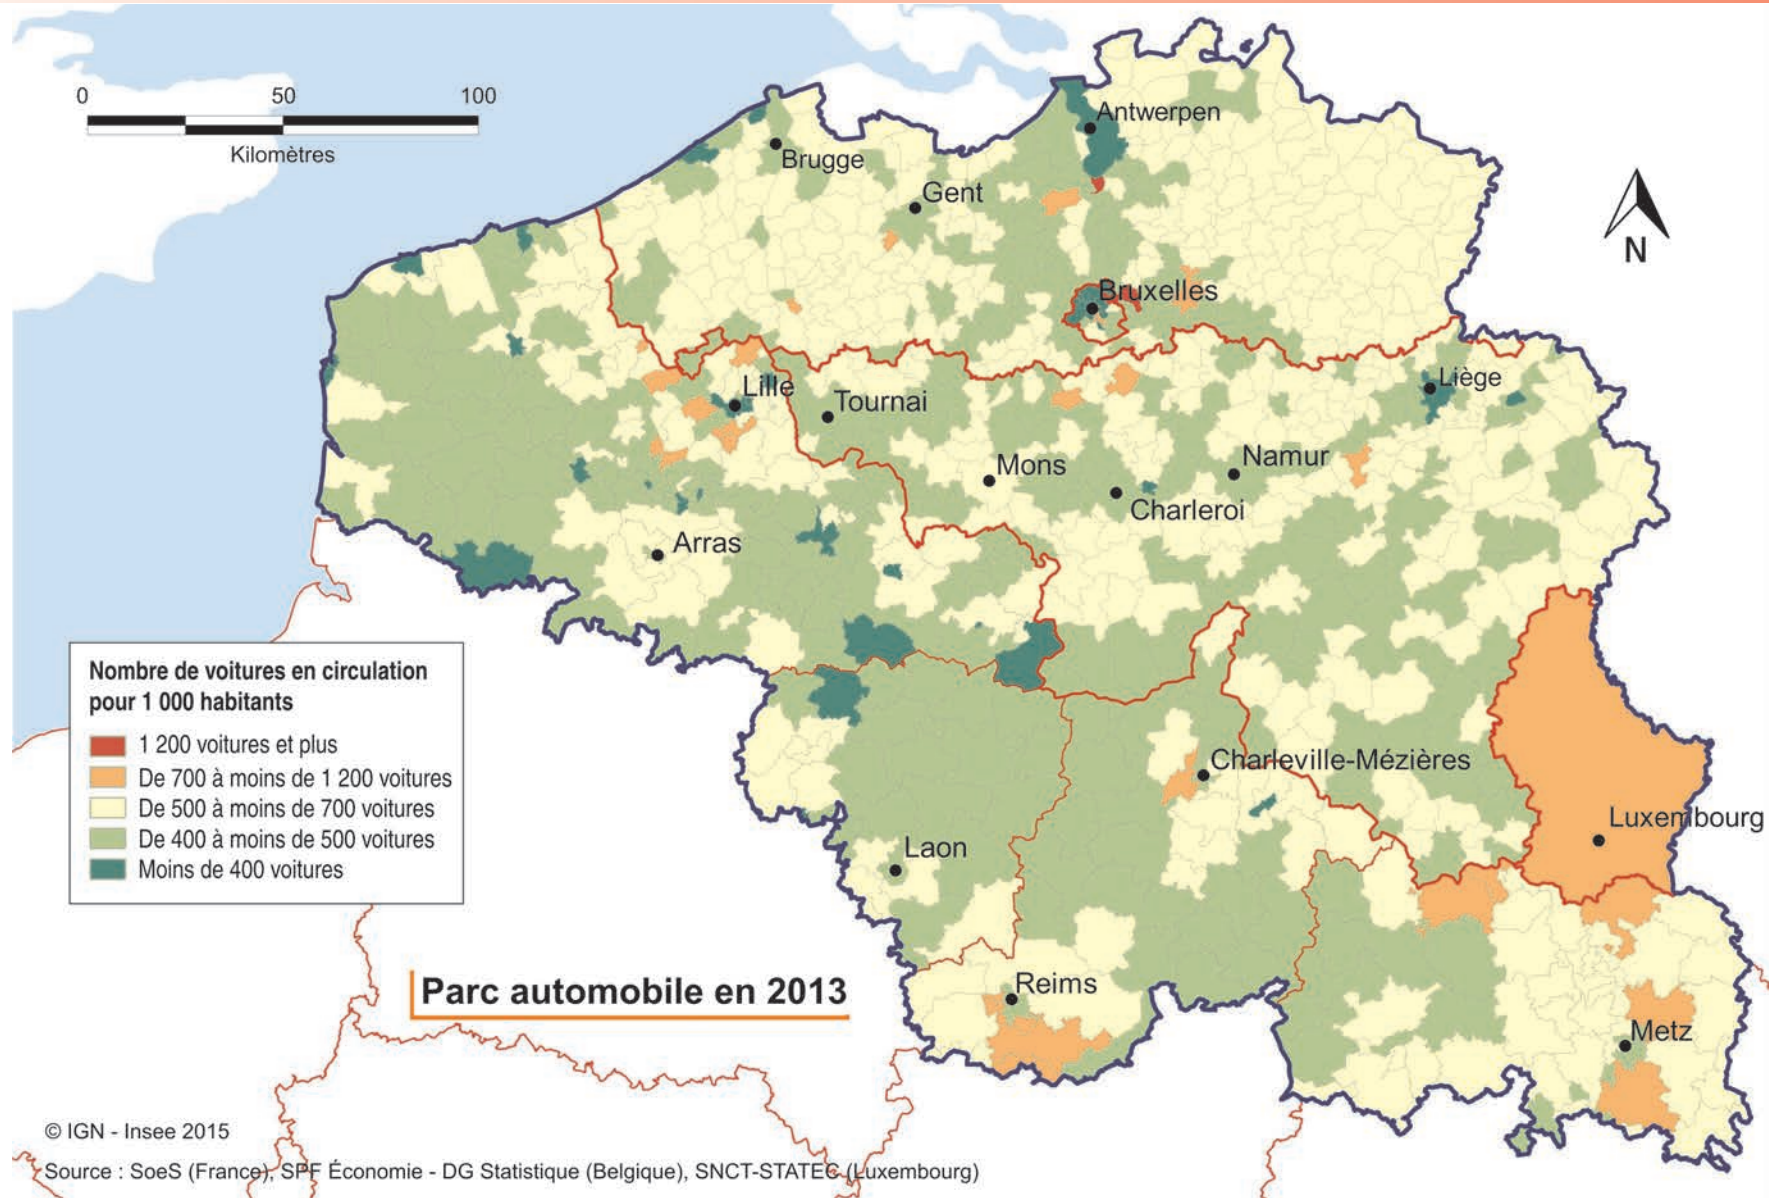 0 50 100
Kilomètres
Antwerpen
Brugge
Gent
N
Bruxelles
Lille
Tournai
Liège
Mons
Namur
Charleroi
Arras
Nombre de voitures en circulation
pour 1 000 habitants
1 200 voitures et plus
De 700 à moins de 1 200 voitures
De 500 à moins de 700 voitures
De 400 à moins de 500 voitures
Moins de 400 voitures
Charleville-Mézières
Luxembourg
Laon
Parc automobile en 2013
Reims
Metz
© IGN - Insee 2015
Source : SoeS (France), SPF Économie - DG Statistique (Belgique), SNCT-STATEC (Luxembourg)